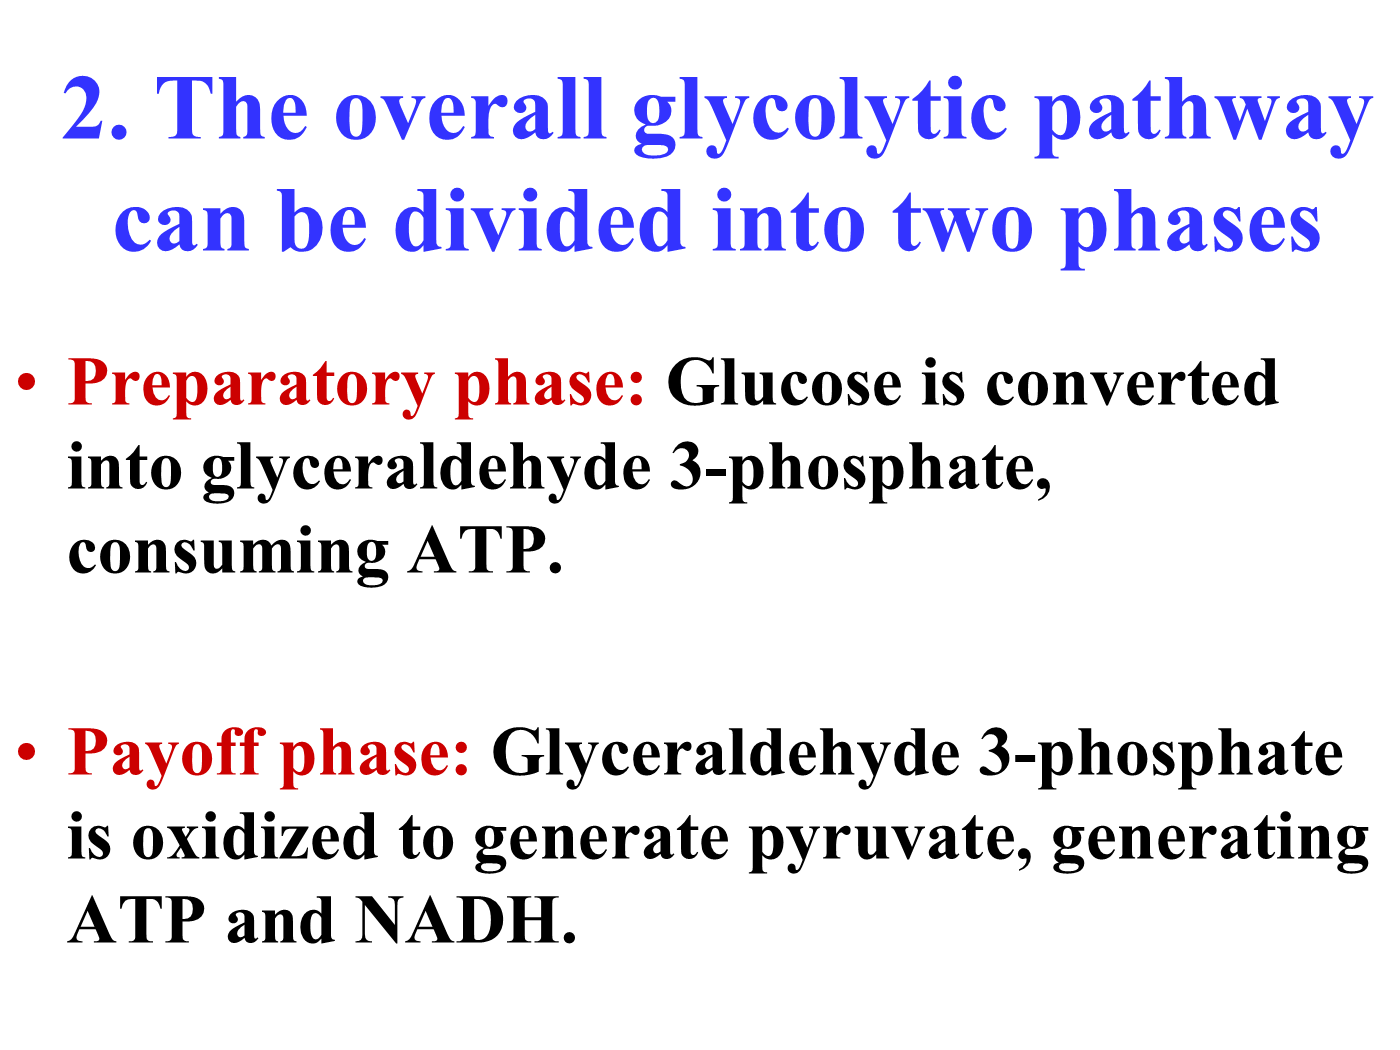 2. The overall glycolytic pathway
can be divided into two phases
• Preparatory phase: Glucose is converted
into glyceraldehyde 3-phosphate,
consuming ATP.
• Payoff phase: Glyceraldehyde 3-phosphate
is oxidized to generate pyruvate, generating
ATP and NADH.